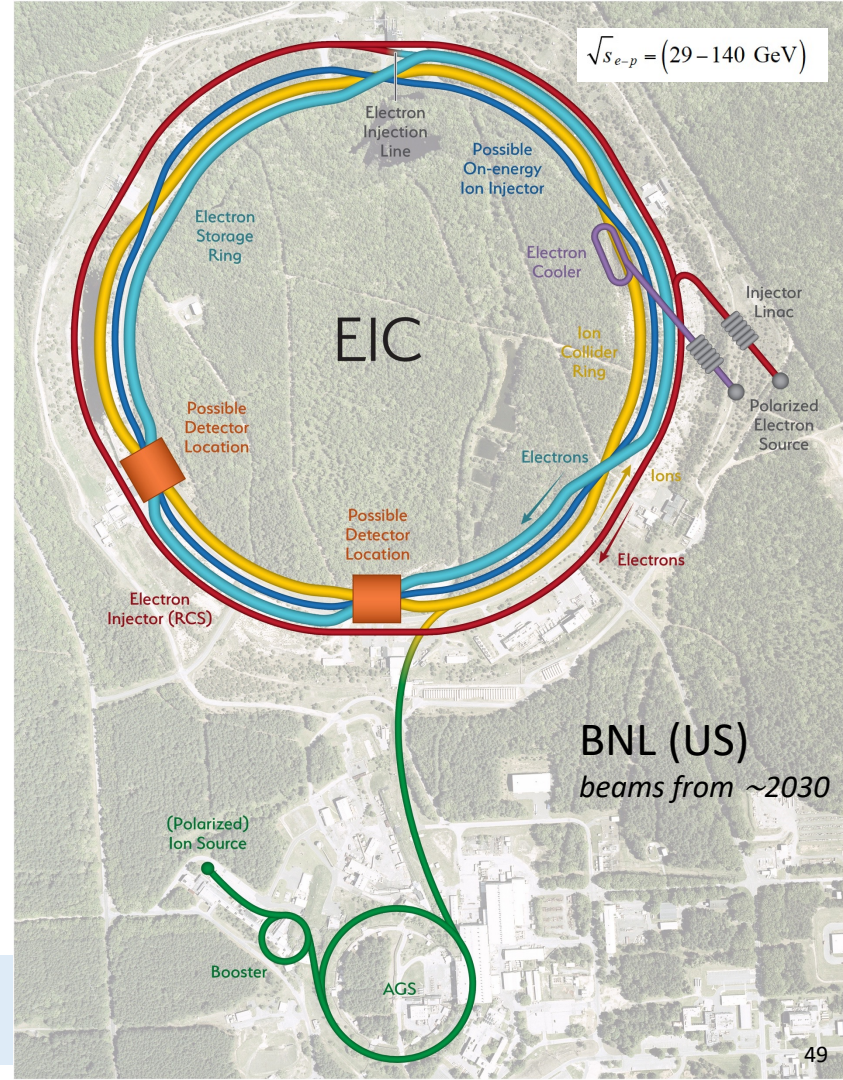 √s e–p = (29 – 140 GeV)
Electron
Injection
Line
Possible
On-energy
Ion Injector
Electron
Storage
Ring
Electron
Cooler
Injector
Linac
EIC
Ion
Collider
Ring
Polarized
Electron
Source
Possible
Detector
Location
Electrons
Ions
Possible
Detector
Location
Electrons
Electron
Injector (RCS)
BNL (US)
beams from ~2030
(Polarized)
Ion Source
Booster
AGS
49